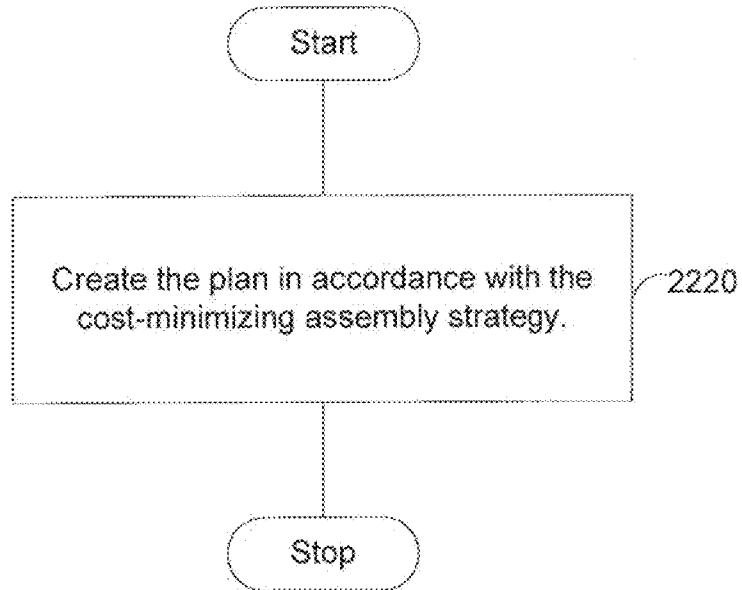 Start
Create the plan in accordance with the
cost-minimizing assembly strategy.
2220
Stop